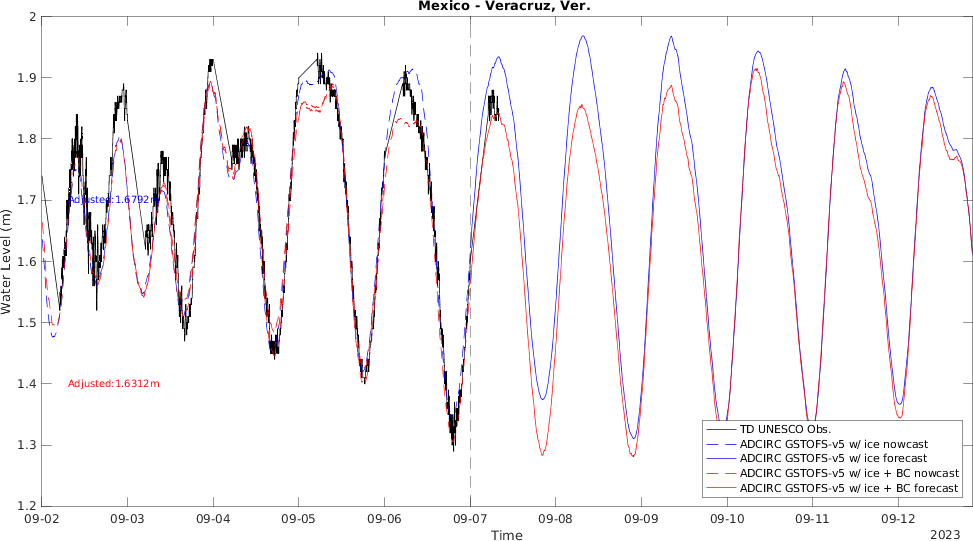 Mexico - Veracruz, Ver.
2
1.9
1.8
1.7
1.6
1.5
1.4
1.3
1.2
Water Level (m)
Adjusted:1.6792m
Adjusted:1.6312m
TD UNESCO Obs.
ADCIRC GSTOFS-v5 w/ ice nowcast
ADCIRC GSTOFS-v5 w/ ice forecast
ADCIRC GSTOFS-v5 w/ ice + BC nowcast
ADCIRC GSTOFS-v5 w/ ice + BC forecast
09-02 09-03 09-04 09-05 09-06 09-07 09-08 09-09 09-10 09-11 09-12
Time
2023